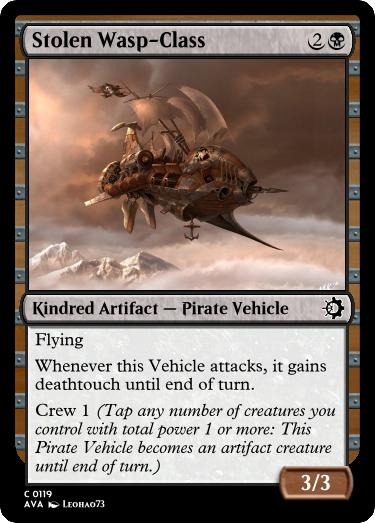 Stolen Wasp-Class 2
Kindred Artifact — Pirate Vehicle
Flying
Whenever this Vehicle attacks, it gains
deathtouch until end of turn.
Crew 1 (Tap any number of creatures you
control with total power 1 or more: This
Pirate Vehicle becomes an artifact creature
until end of turn.)
3/3
C 0119
AVA Leohao73